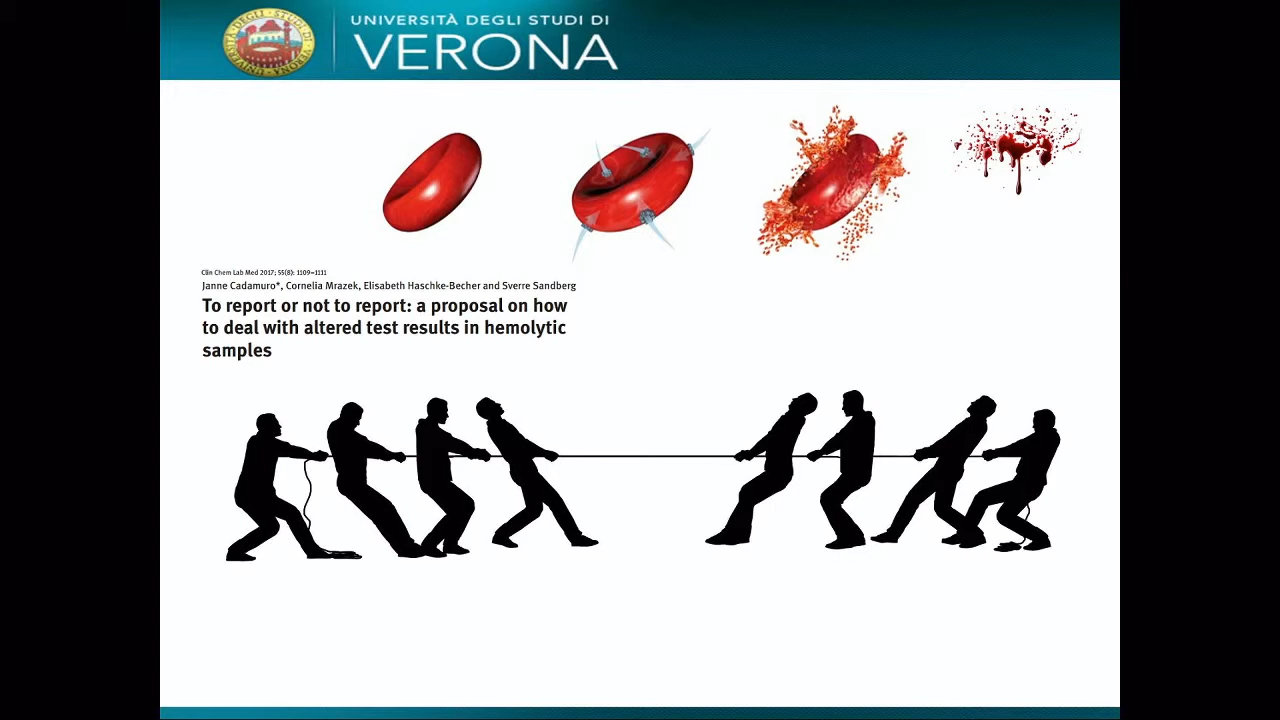 UNIVERSITÀ DEGLI STUDI DI
VERONA
Clin Chem Lab Med 2017; 55(8): 1109–1111
Janne Cadamuro*, Cornelia Mrazek, Elisabeth Haschke-Becher and Sverre Sandberg
To report or not to report: a proposal on how
to deal with altered test results in hemolytic
samples